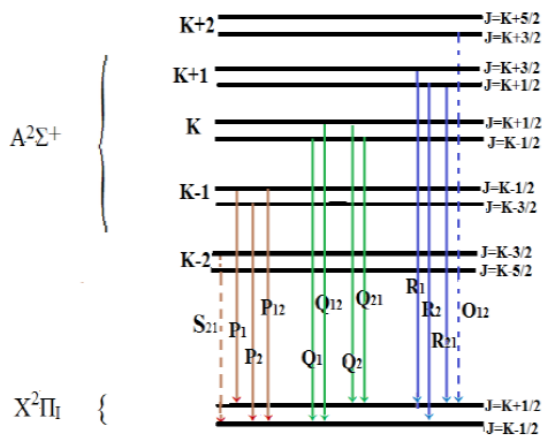 K+2
J=K+5/2
J=K+3/2
K+1
J=K+3/2
J=K+1/2
A²Σ+
K
J=K+1/2
J=K-1/2
K-1
J=K-1/2
J=K-3/2
K-2
J=K-3/2
J=K-5/2
S21 P1 P2 P12 Q1 Q12 Q2 Q21 R1 R2 R21 O12
X²ΠI
J=K+1/2
J=K-1/2